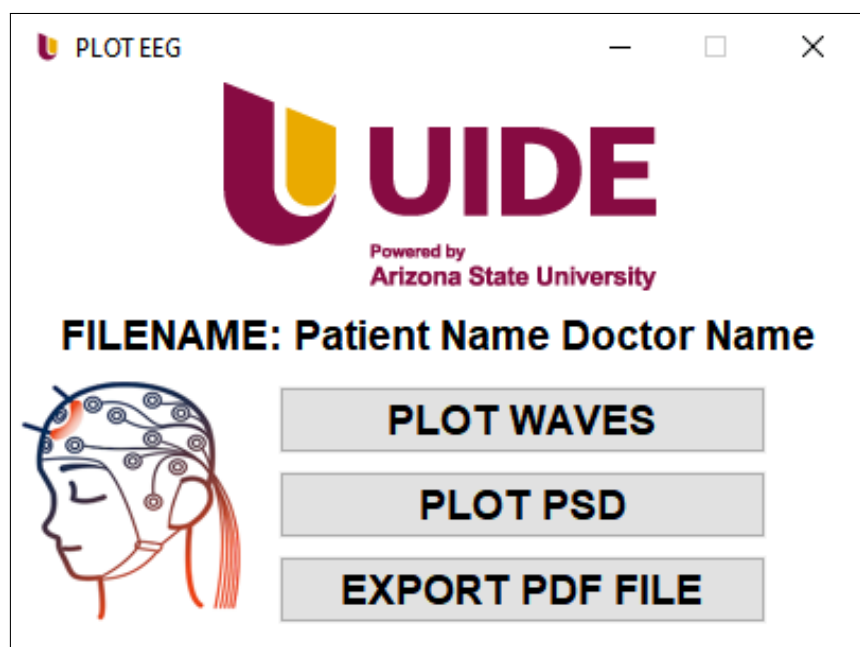 PLOT EEG
UIDE
Powered by
Arizona State University
FILENAME: Patient Name Doctor Name
PLOT WAVES
PLOT PSD
EXPORT PDF FILE